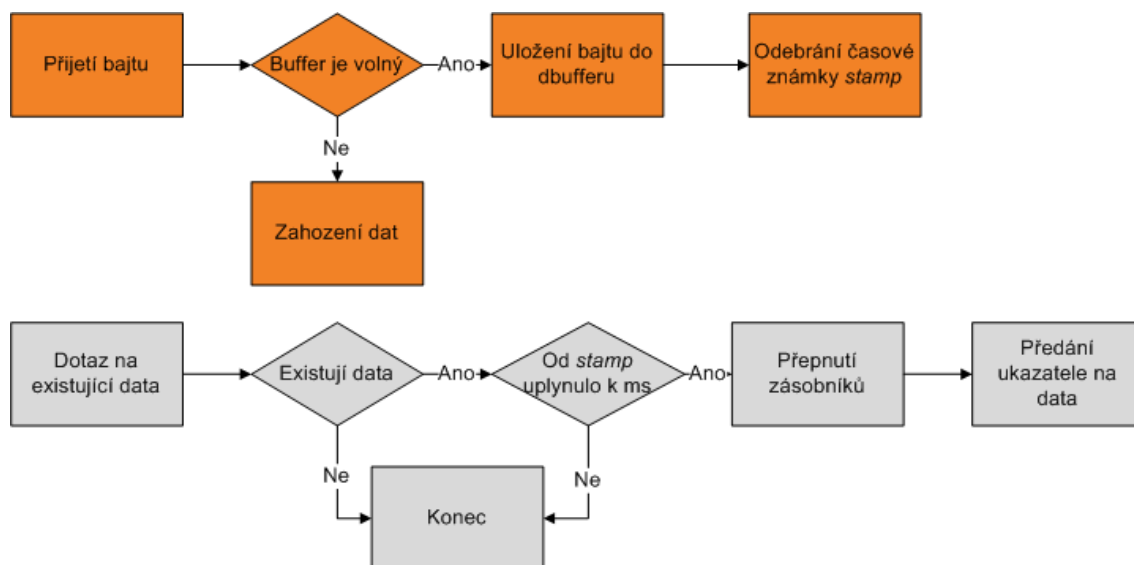 Přijetí bajtu
Buffer je volný
Ano
Uložení bajtu do
dbufferu
Odebrání časové
známky stamp
Ne
Zahození dat
Dotaz na
existující data
Existují data
Ano
Od stamp
uplynulo k ms
Ano
Přepnutí
zásobníků
Předání
ukazatele na
data
Ne
Ne
Konec